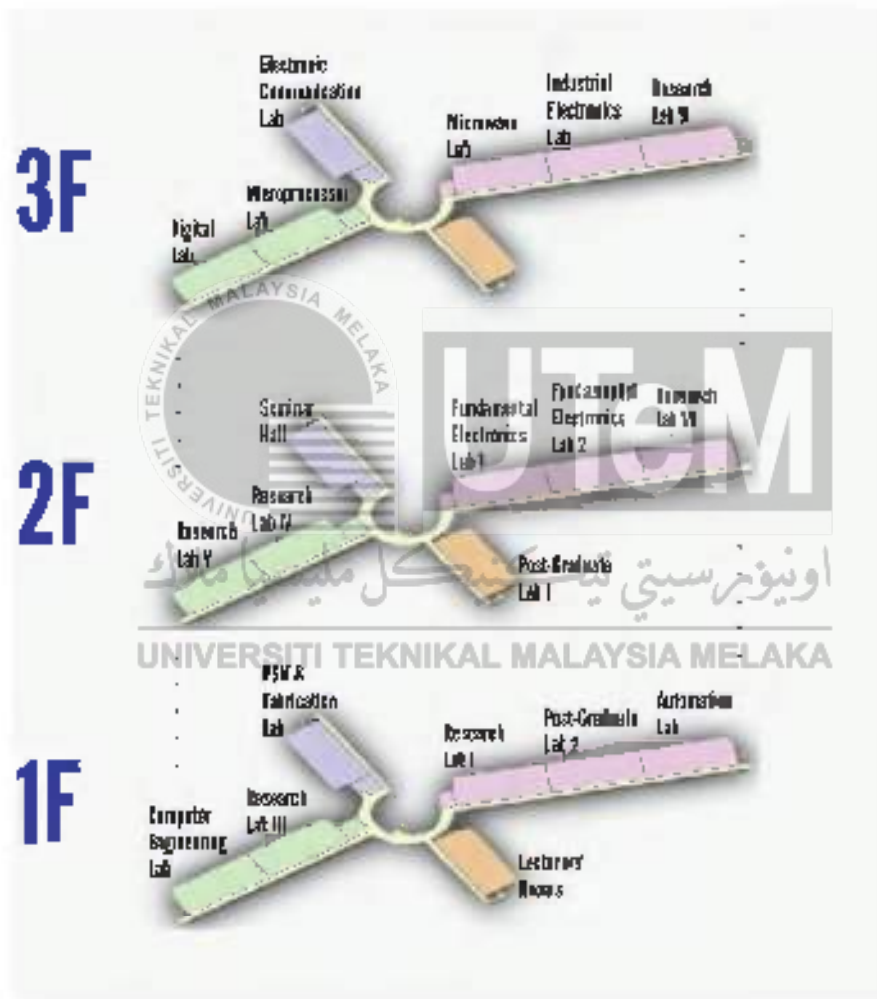 3F
Electronic
Communication
Lab
Microwave
Lab
Industrial
Electronics
Lab
Research
Lab VI
Microprocessor
Lab
Digital
Lab
2F
Seminar
Hall
Fundamental
Electronics
Lab 1
Fundamental
Electronics
Lab 2
Research
Lab VII
Research
Lab IV
Research
Lab V
Post-Graduate
Lab 1
UNIVERSITI TEKNIKAL MALAYSIA MELAKA
UTeM
اونيۏرسيتي تيكنيكل مليسيا ملاك
UNIVERSITI TEKNIKAL MALAYSIA MELAKA
1F
PSM &
Fabrication
Lab
Research
Lab I
Post-Graduate
Lab 2
Automation
Lab
Research
Lab III
Computer
Engineering
Lab
Lecturers'
Rooms